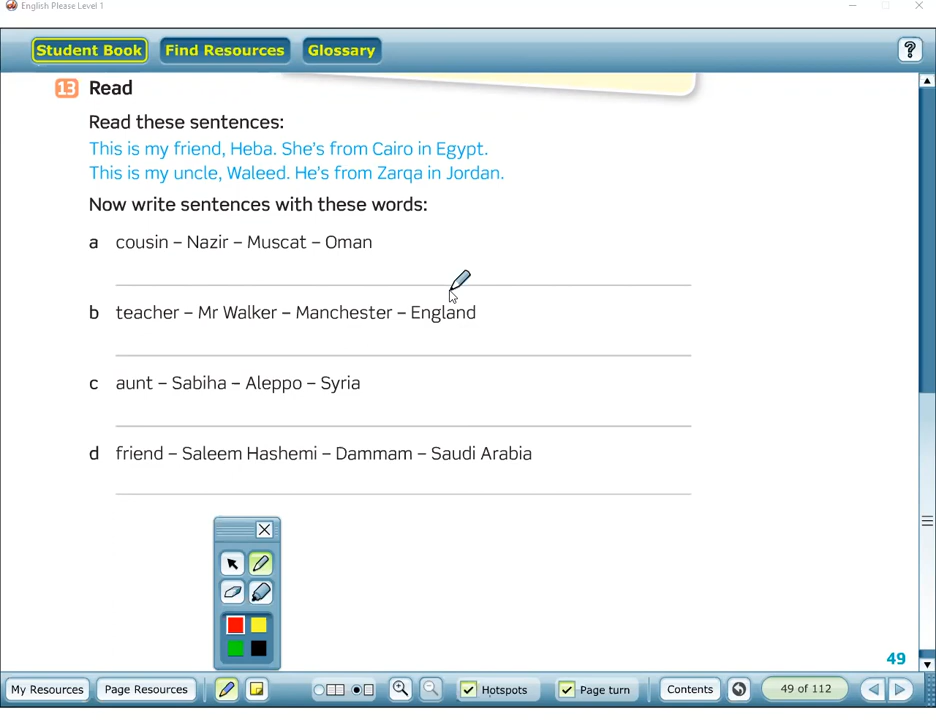 English Please Level 1
Student Book Find Resources Glossary ?
13 Read
Read these sentences:
This is my friend, Heba. She's from Cairo in Egypt.
This is my uncle, Waleed. He's from Zarqa in Jordan.
Now write sentences with these words:
a cousin – Nazir – Muscat – Oman
b teacher – Mr Walker – Manchester – England
c aunt – Sabiha – Aleppo – Syria
d friend – Saleem Hashemi – Dammam – Saudi Arabia
49
My Resources Page Resources Hotspots Page turn Contents 49 of 112